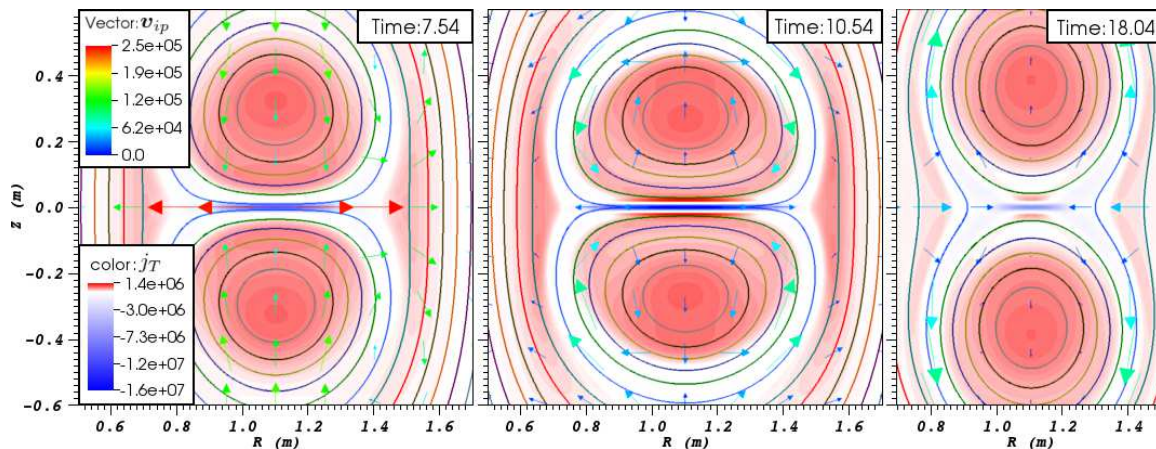 Vector: v_ip
2.5e+05
1.9e+05
1.2e+05
6.2e+04
0.0
color: j_T
1.4e+06
-3.0e+06
-7.3e+06
-1.2e+07
-1.6e+07
Time:7.54
Time:10.54
Time:18.04
Z (m)
0.4
0.2
0.0
-0.2
-0.4
-0.6
0.6 0.8 1.0 1.2 1.4 1.6
R (m)
0.6 0.8 1.0 1.2 1.4 1.6
R (m)
0.8 1.0 1.2 1.4
R (m)